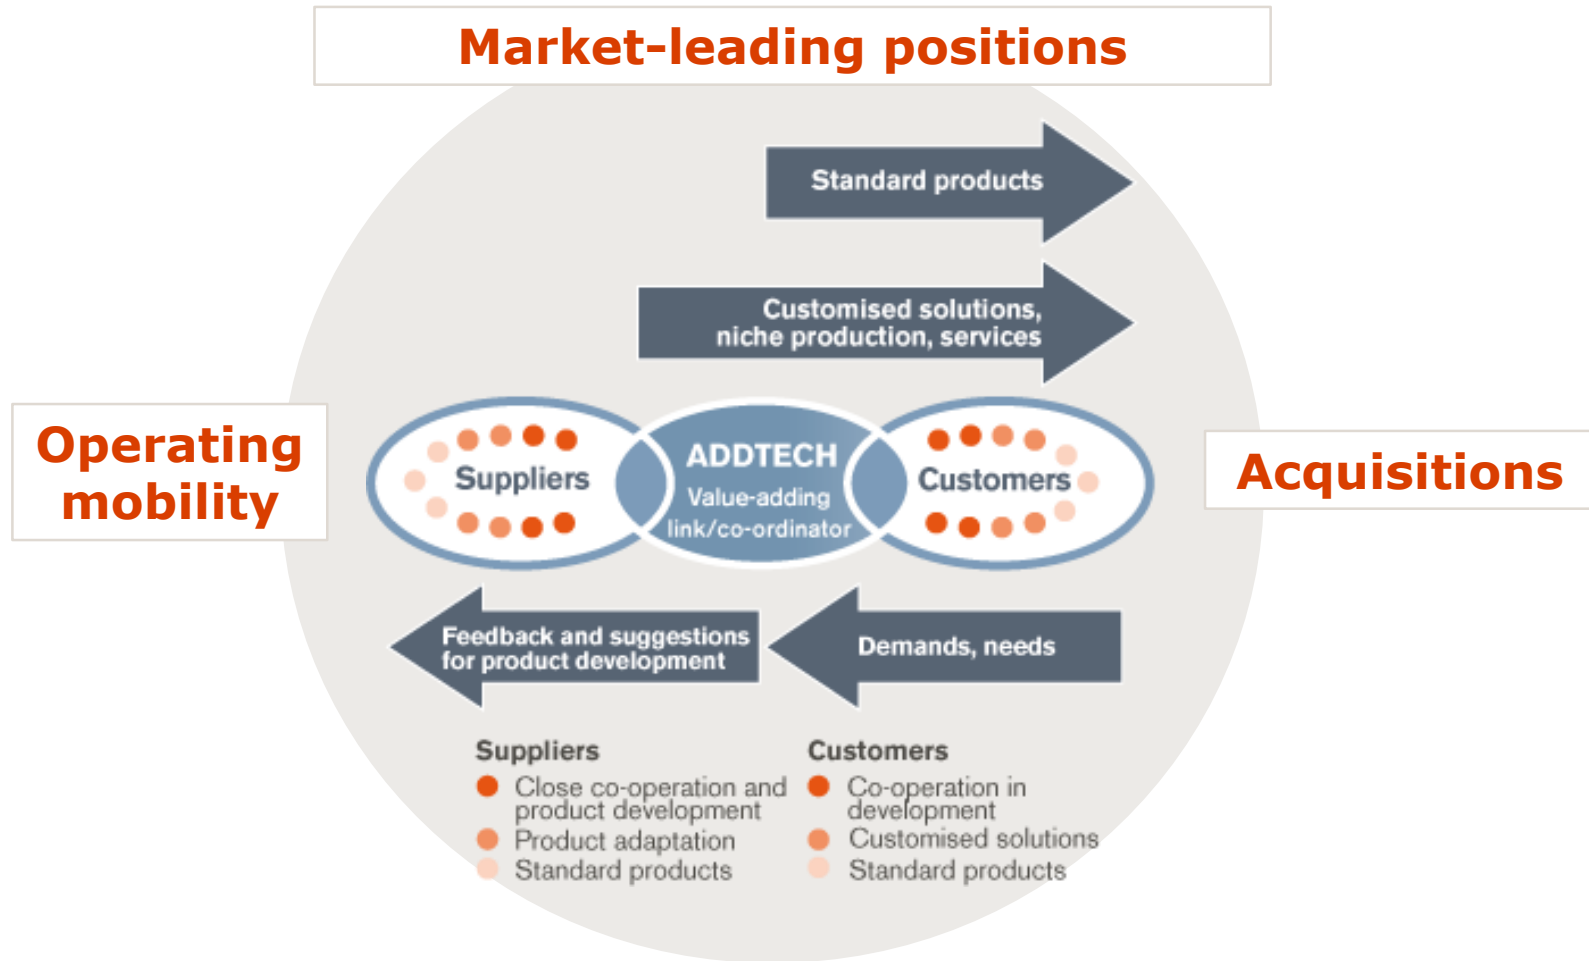 Market-leading positions
Standard products
Customised solutions,
niche production, services
Operating
mobility
Suppliers
ADDTECH
Value-adding
link/co-ordinator
Customers
Acquisitions
Feedback and suggestions
for product development
Demands, needs
Suppliers
Close co-operation and
product development
Product adaptation
Standard products
Customers
Co-operation in
development
Customised solutions
Standard products